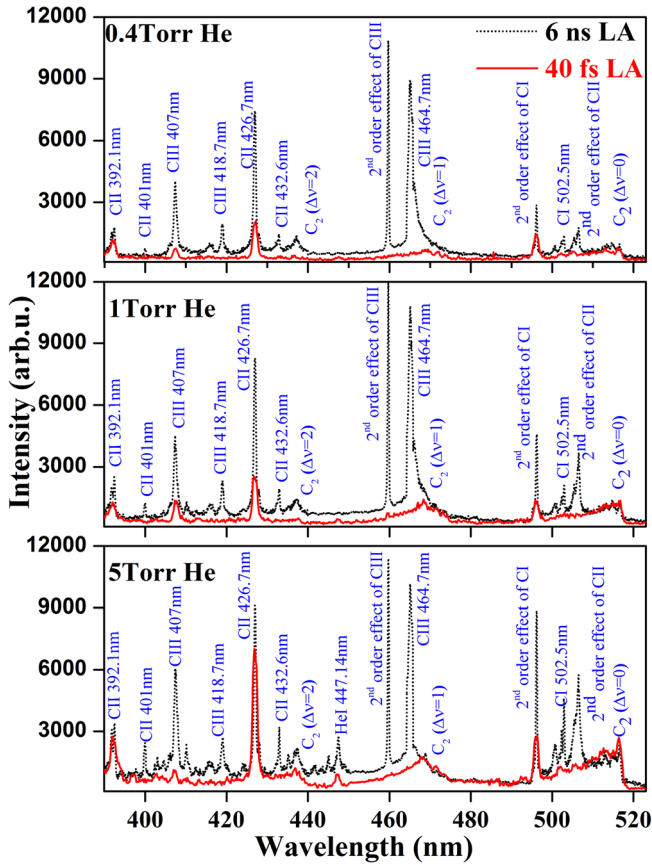 0.4Torr He
6 ns LA
40 fs LA
12000
9000
6000
3000
CII 392.1nm
CII 401nm
CIII 407nm
CIII 418.7nm
CII 426.7nm
CII 432.6nm
C2 (Δν=2)
2nd order effect of CIII
CIII 464.7nm
C2 (Δν=1)
2nd order effect of CI
CI 502.5nm
2nd order effect of CII
C2 (Δν=0)
1Torr He
12000
9000
6000
3000
CII 392.1nm
CII 401nm
CIII 407nm
CIII 418.7nm
CII 426.7nm
CII 432.6nm
C2 (Δν=2)
2nd order effect of CIII
CIII 464.7nm
C2 (Δν=1)
2nd order effect of CI
CI 502.5nm
2nd order effect of CII
C2 (Δν=0)
Intensity (arb.u.)
5Torr He
12000
9000
6000
3000
CII 392.1nm
CII 401nm
CIII 407nm
CIII 418.7nm
CII 426.7nm
CII 432.6nm
C2 (Δν=2)
HeI 447.14nm
2nd order effect of CIII
CIII 464.7nm
C2 (Δν=1)
2nd order effect of CI
CI 502.5nm
2nd order effect of CII
C2 (Δν=0)
400 420 440 460 480 500 520
Wavelength (nm)